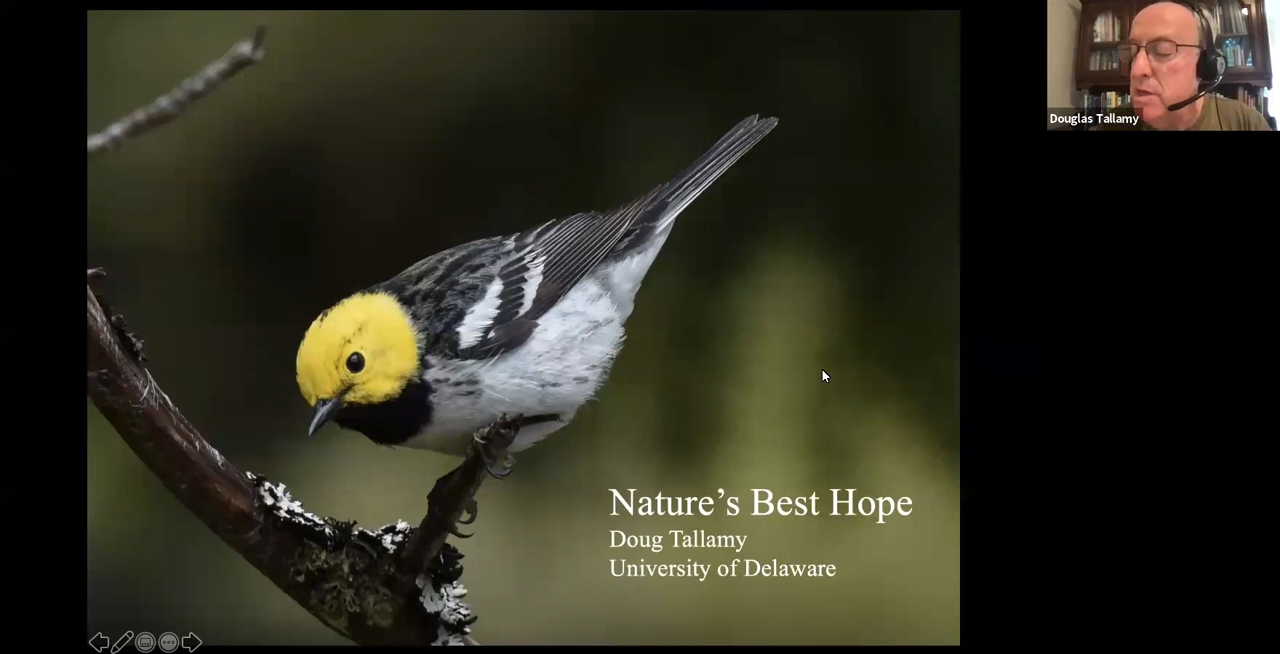 Douglas Tallamy
Nature’s Best Hope
Doug Tallamy
University of Delaware